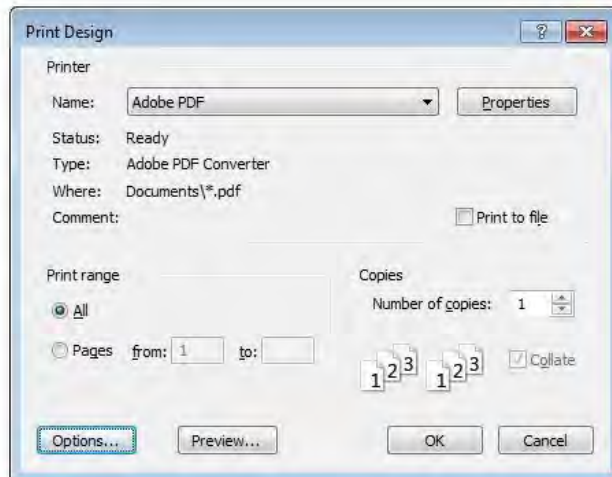 Print Design
Printer
Name: Adobe PDF Properties
Status: Ready
Type: Adobe PDF Converter
Where: Documents\*.pdf
Comment: Print to file
Print range Copies
All Number of copies: 1
Pages from: 1 to:
1 2 3 1 2 3 Collate
Options... Preview... OK Cancel